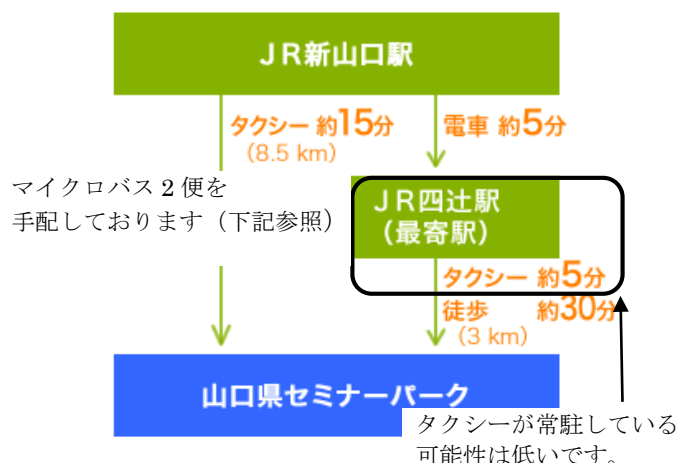 JR新山口駅
タクシー 約15分
(8.5 km)
電車 約5分
マイクロバス2便を
手配しております（下記参照）
JR四辻駅
（最寄駅）
タクシー 約5分
徒歩 約30分
(3 km)
山口県セミナーパーク
タクシーが常駐している
可能性は低いです。